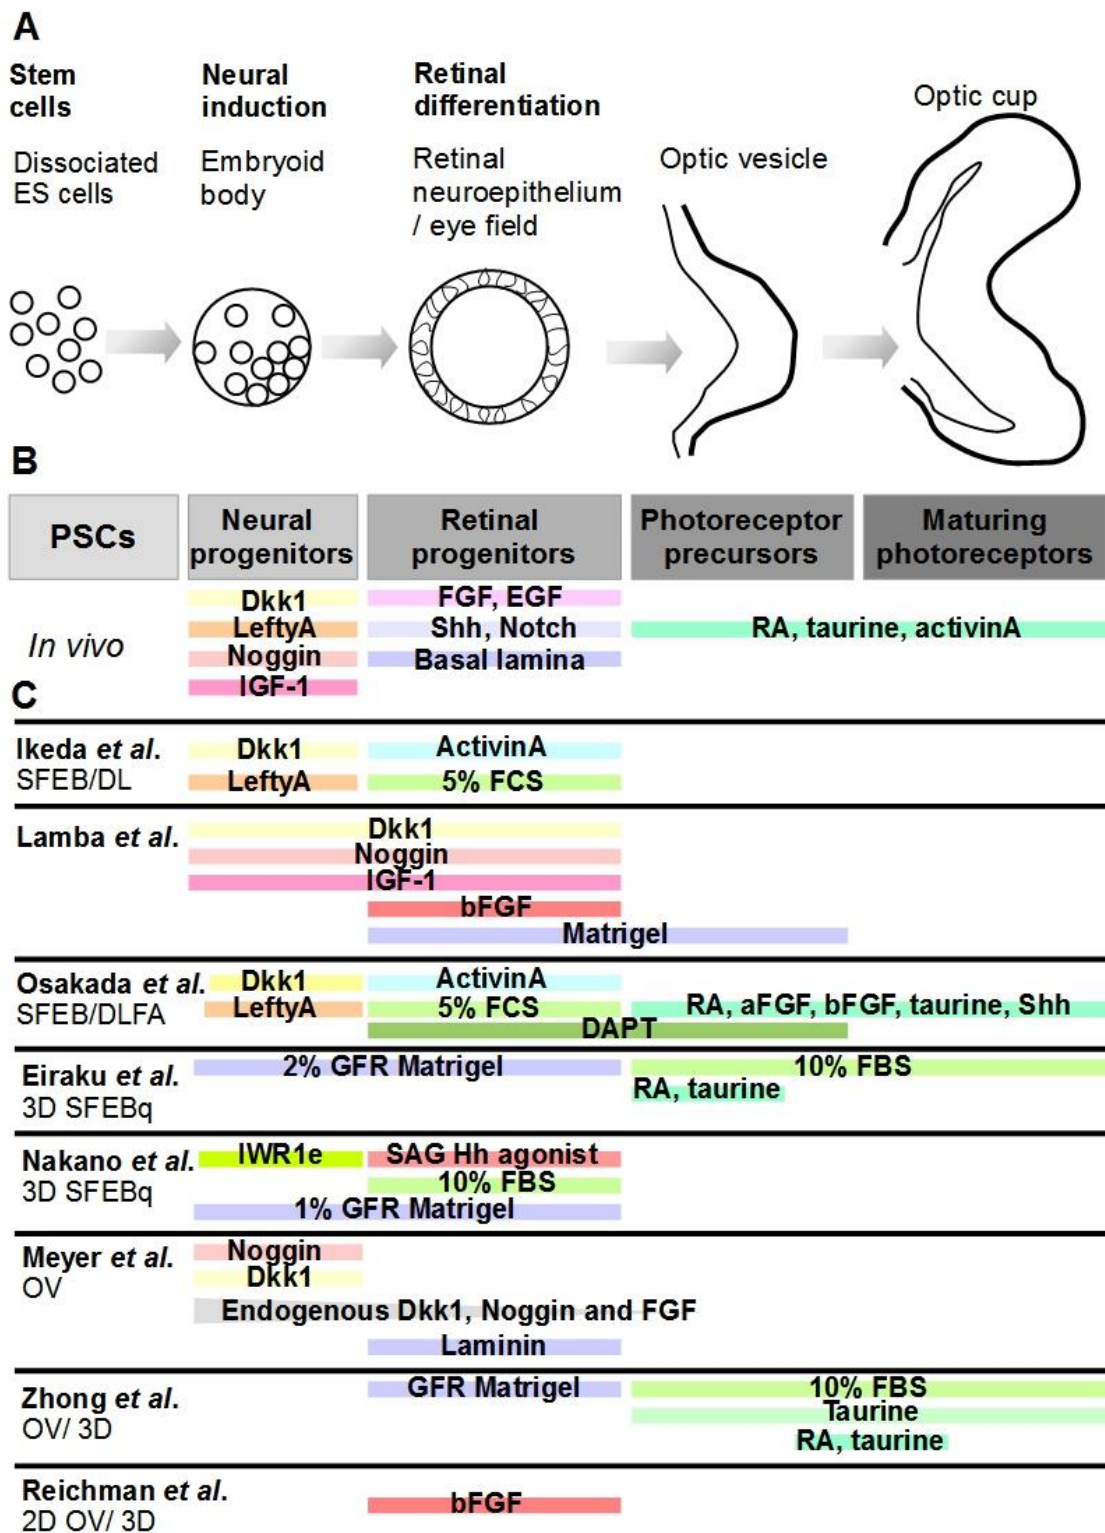 A
Stem
cells
Neural
induction
Retinal
differentiation
Dissociated
ES cells
Embryoid
body
Retinal
neuroepithelium
/ eye field
Optic vesicle
Optic cup
B
PSCs
Neural
progenitors
Retinal
progenitors
Photoreceptor
precursors
Maturing
photoreceptors
In vivo
Dkk1
LeftyA
Noggin
IGF-1
FGF, EGF
Shh, Notch
Basal lamina
RA, taurine, activinA
C
Ikeda et al.
SFEB/DL
Dkk1
LeftyA
ActivinA
5% FCS
Lamba et al.
Dkk1
Noggin
IGF-1
bFGF
Matrigel
Osakada et al.
SFEB/DLFA
Dkk1
LeftyA
ActivinA
5% FCS
DAPT
RA, aFGF, bFGF, taurine, Shh
Eiraku et al.
3D SFEBq
2% GFR Matrigel
10% FBS
RA, taurine
Nakano et al.
3D SFEBq
IWR1e
SAG Hh agonist
10% FBS
1% GFR Matrigel
Meyer et al.
OV
Noggin
Dkk1
Endogenous Dkk1, Noggin and FGF
Laminin
Zhong et al.
OV/ 3D
GFR Matrigel
10% FBS
Taurine
RA, taurine
Reichman et al.
2D OV/ 3D
bFGF